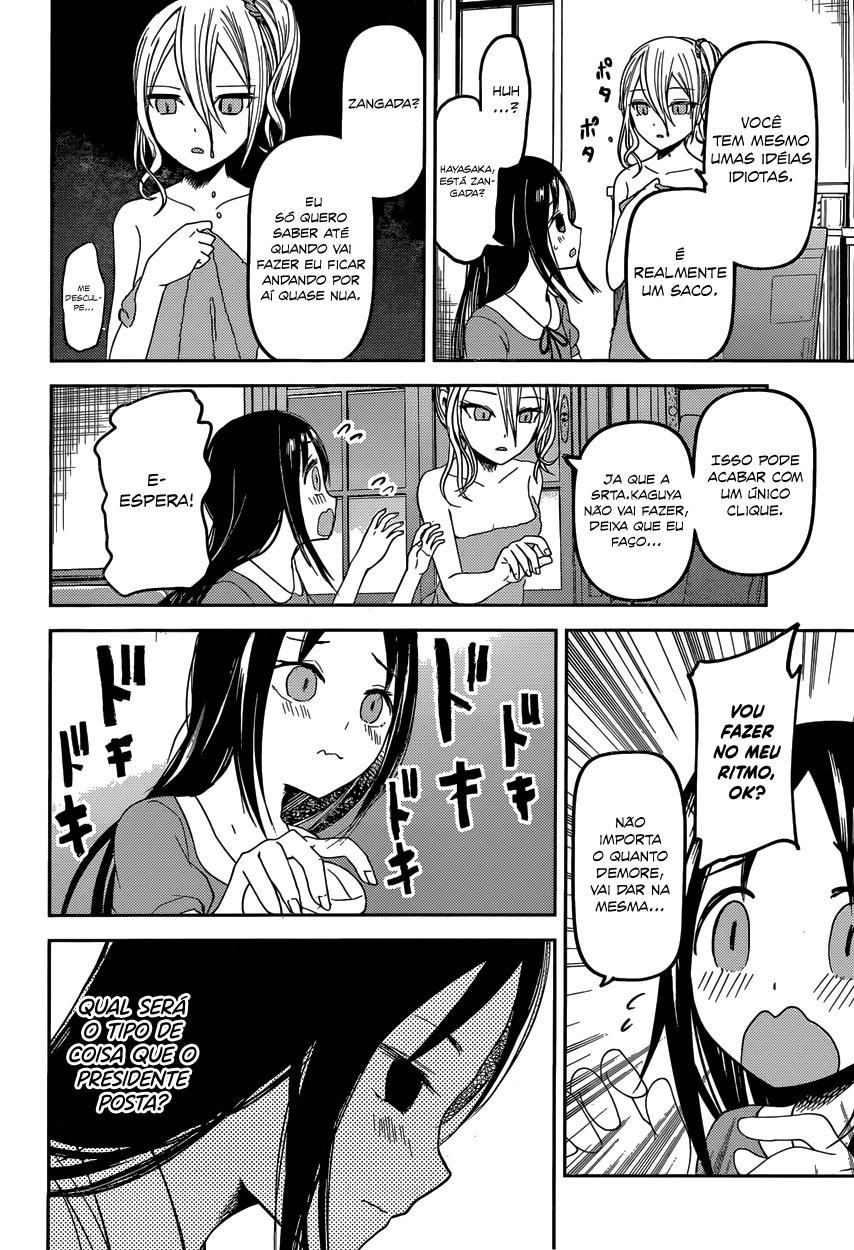 VOCÊ
TEM MESMO
UMAS IDÉIAS
IDIOTAS.
É
REALMENTE
UM SACO.
ポタ
ポタ
HUH
...?
HAYASAKA,
ESTÁ ZAN-
GADA?
ZANGADA?
EU
SÓ QUERO
SABER ATÉ
QUANDO VAI
FAZER EU FICAR
ANDANDO POR
AÍ QUASE NUA.
ME
DESCUL-
PE...
ISSO PODE
ACABAR COM
UM ÚNICO
CLIQUE.
JA QUE A
SRTA.KAGUYA
NÃO VAI FAZER,
DEIXA QUE EU
FAÇO...
E-
ESPERA!
VOU
FAZER
NO MEU
RITMO,
OK?
NÃO
IMPORTA
O QUANTO
DEMORE,
VAI DAR NA
MESMA...
ドキ
ドキ
ドキ
ドキ
QUAL SERÁ
O TIPO DE
COISA QUE O
PRESIDENTE
POSTA?